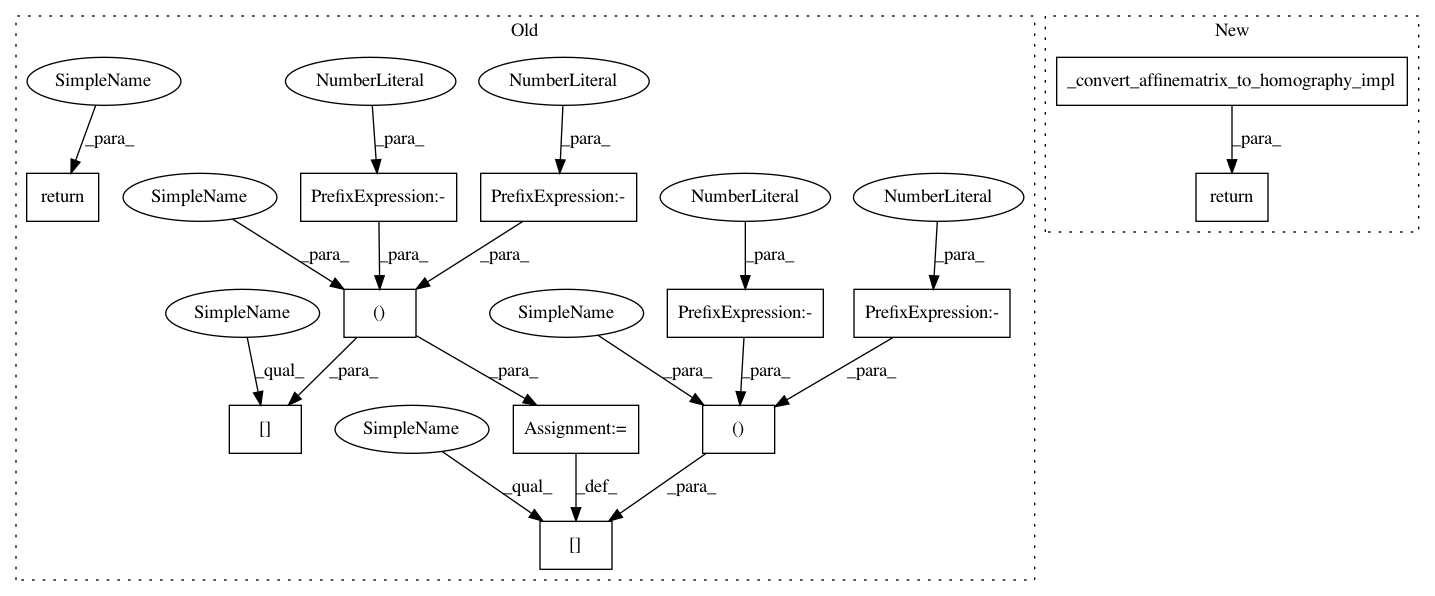 Old
New
SimpleName
NumberLiteral
NumberLiteral
_convert_affinematrix_to_homography_impl
_para_
_para_
_para_
_para_
return
SimpleName
PrefixExpression:-
PrefixExpression:-
NumberLiteral
NumberLiteral
return
_para_
_para_
_para_
_para_
_para_
SimpleName
()
SimpleName
PrefixExpression:-
PrefixExpression:-
_qual_
_para_
_para_
_para_
_para_
_para_
[]
SimpleName
Assignment:=
()
_qual_
_def_
_para_
[]